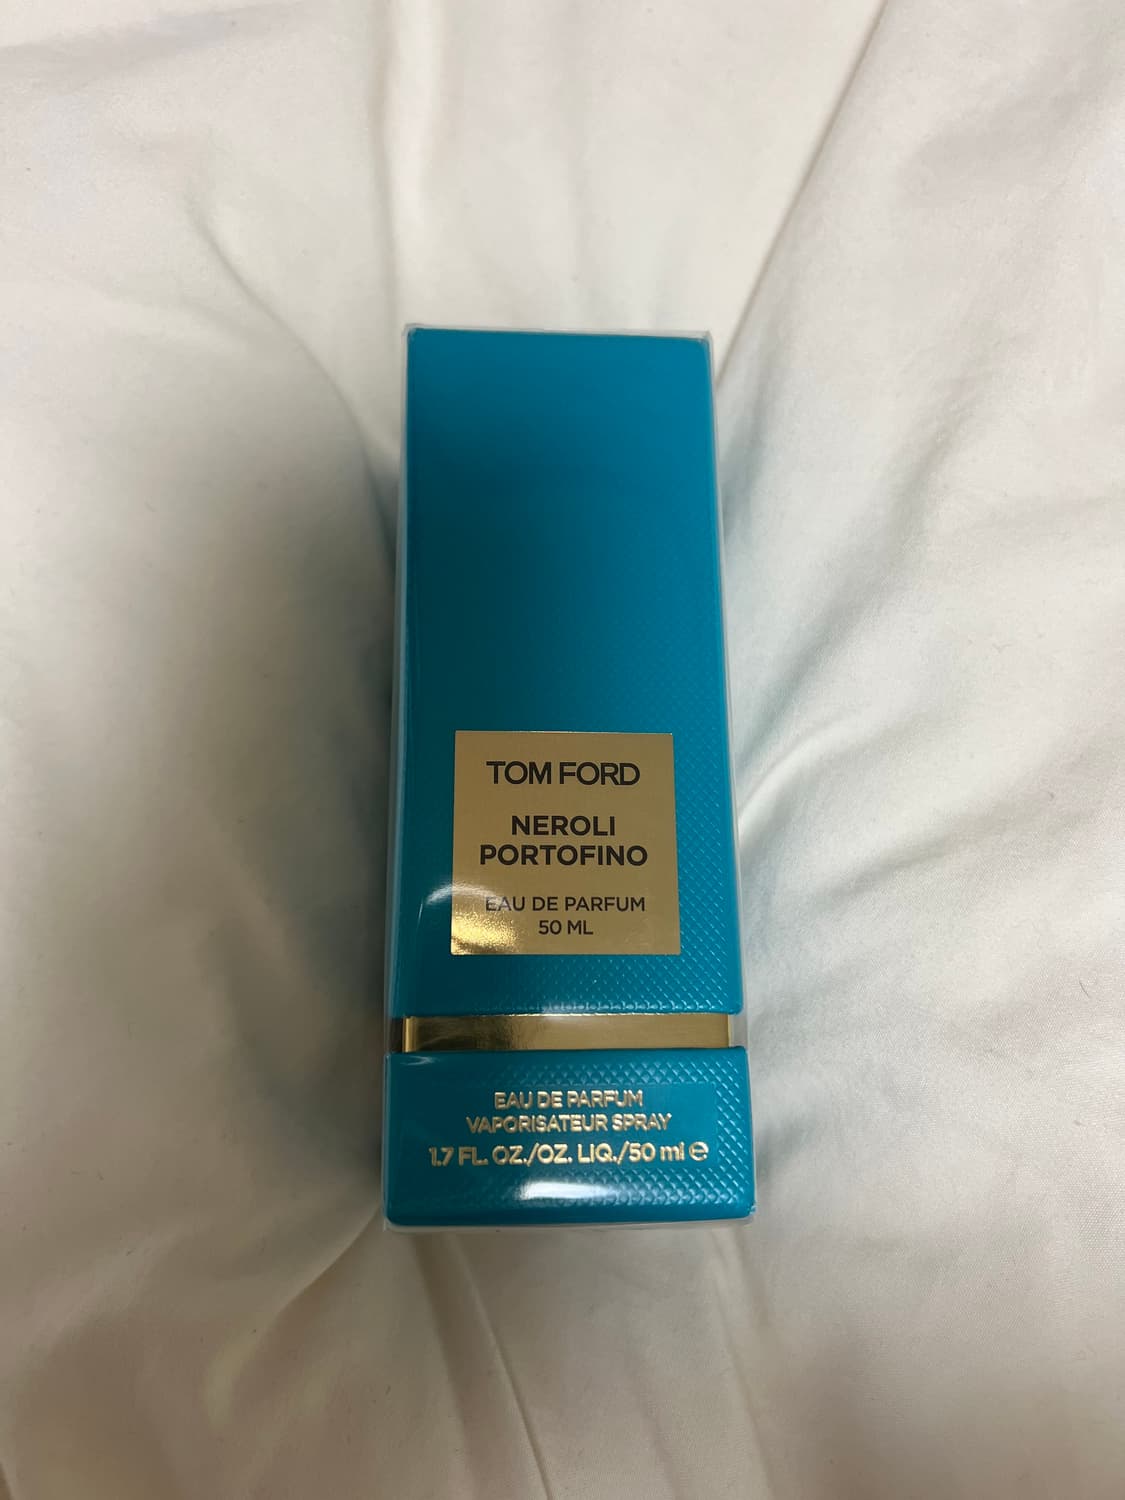 TOM FORD
NEROLI
PORTOFINO
EAU DE PARFUM
50 ML
EAU DE PARFUM
VAPORISATEUR SPRAY
1.7 FL. OZ./OZ. LIQ./50 ml ℮